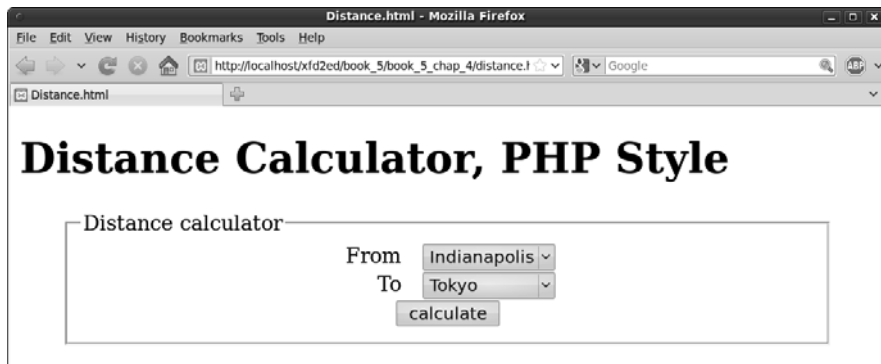 Distance.html - Mozilla Firefox
File Edit View History Bookmarks Tools Help
http://localhost/xfd2ed/book_5/book_5_chap_4/distance.h Google ABP
Distance.html
Distance Calculator, PHP Style
Distance calculator
From Indianapolis
To Tokyo
calculate